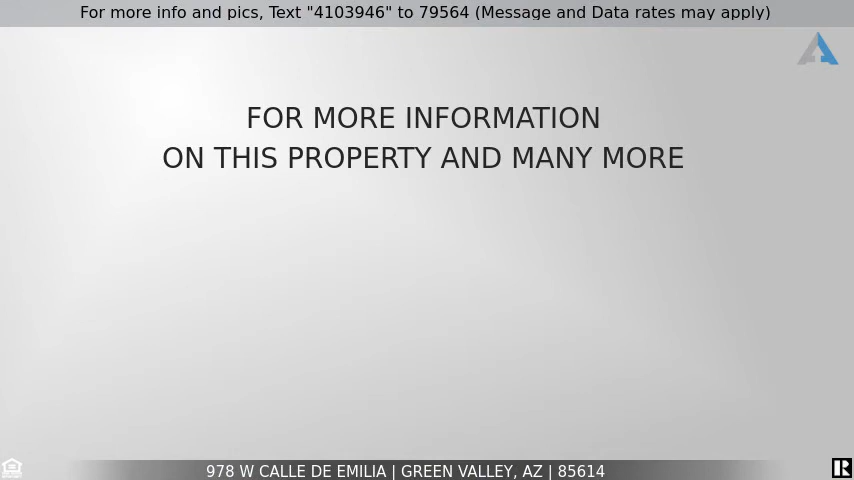 For more info and pics, Text "4103946" to 79564 (Message and Data rates may apply)
FOR MORE INFORMATION
ON THIS PROPERTY AND MANY MORE
978 W CALLE DE EMILIA | GREEN VALLEY, AZ | 85614